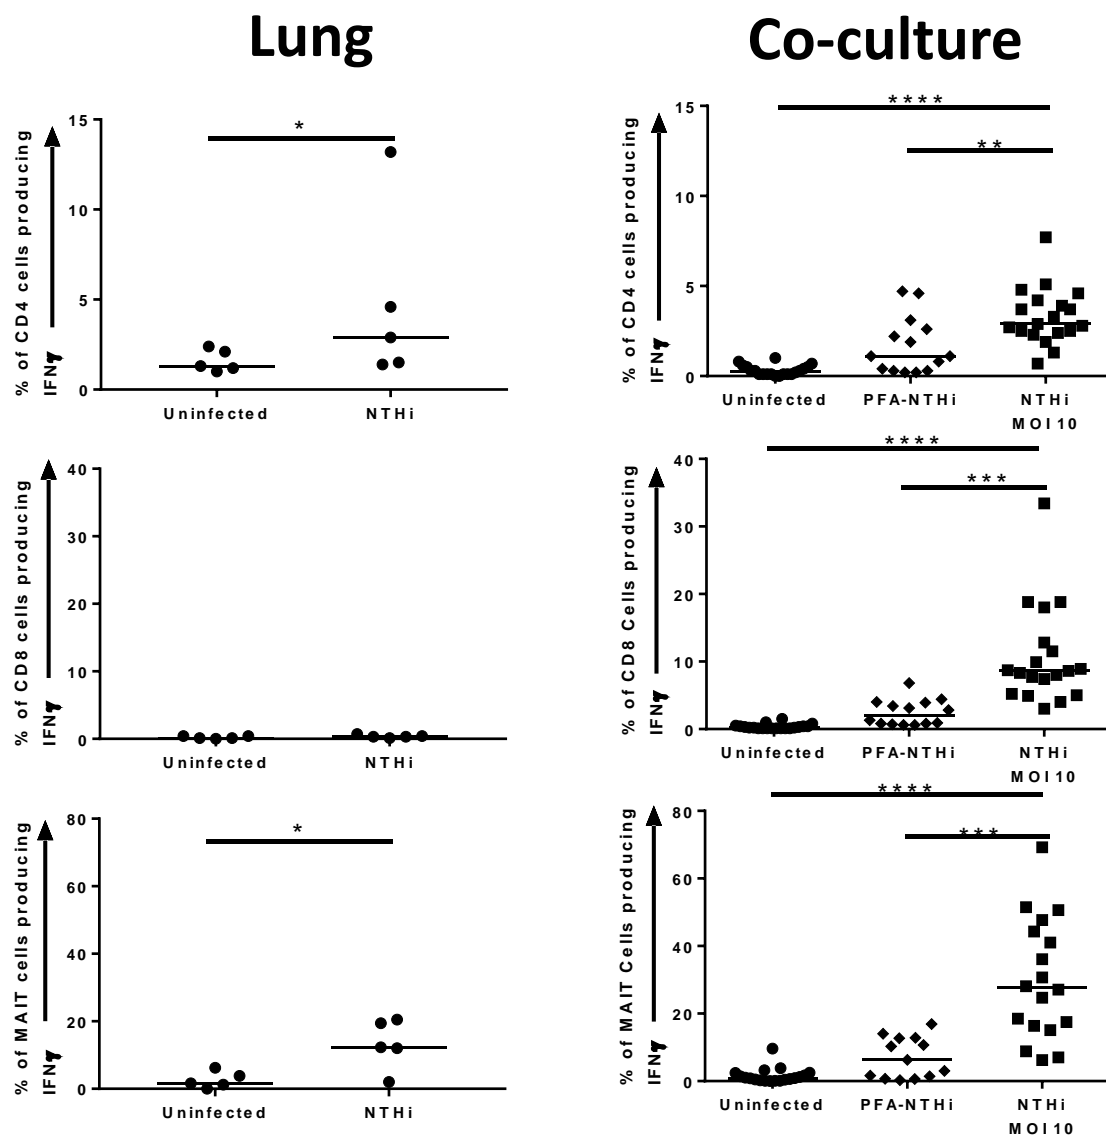 Lung
Co-culture
% of CD4 cells producing
IFNγ
15
10
5
0
*
Uninfected
NTHi
% of CD4 cells producing
IFNγ
15
10
5
0
****
**
Uninfected
PFA-NTHi
NTHi
MOI 10
% of CD8 cells producing
IFNγ
40
30
20
10
0
Uninfected
NTHi
% of CD8 Cells producing
IFNγ
40
30
20
10
0
****
***
Uninfected
PFA-NTHi
NTHi
MOI 10
% of MAIT cells producing
IFNγ
80
60
40
20
0
*
Uninfected
NTHi
% of MAIT Cells producing
IFNγ
80
60
40
20
0
****
***
Uninfected
PFA-NTHi
NTHi
MOI 10